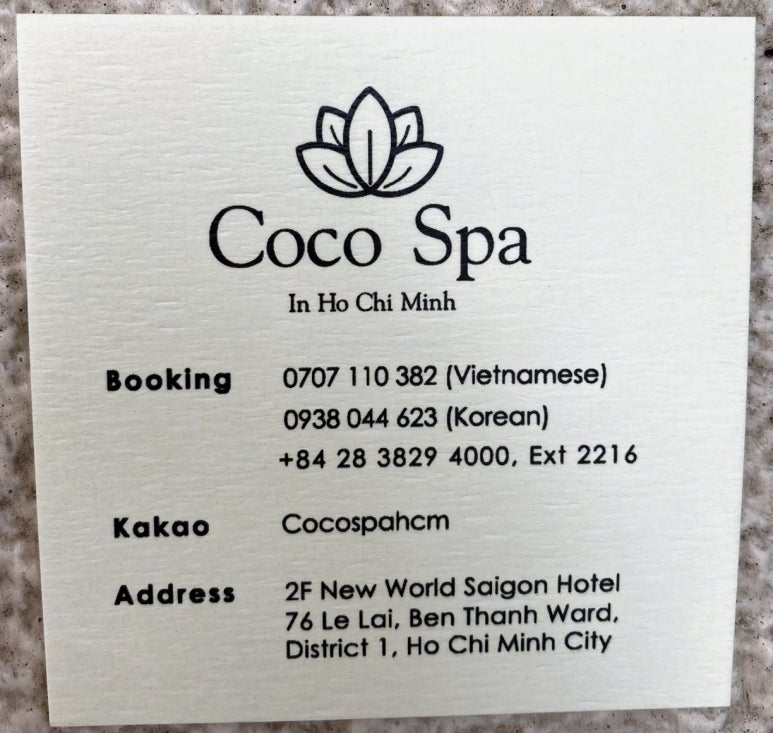 Coco Spa
In Ho Chi Minh
Booking 0707 110 382 (Vietnamese)
0938 044 623 (Korean)
+84 28 3829 4000, Ext 2216
Kakao Cocospahcm
Address 2F New World Saigon Hotel
76 Le Lai, Ben Thanh Ward,
District 1, Ho Chi Minh City